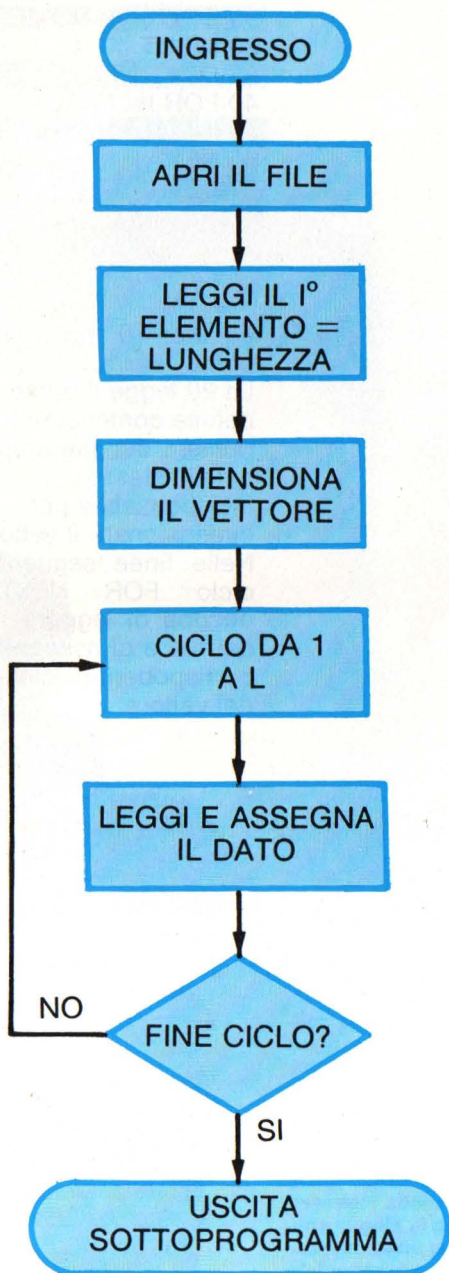 INGRESSO
APRI IL FILE
LEGGI IL I°
ELEMENTO =
LUNGHEZZA
DIMENSIONA
IL VETTORE
CICLO DA 1
A L
LEGGI E ASSEGNA
IL DATO
FINE CICLO?
NO
SI
USCITA
SOTTOPROGRAMMA